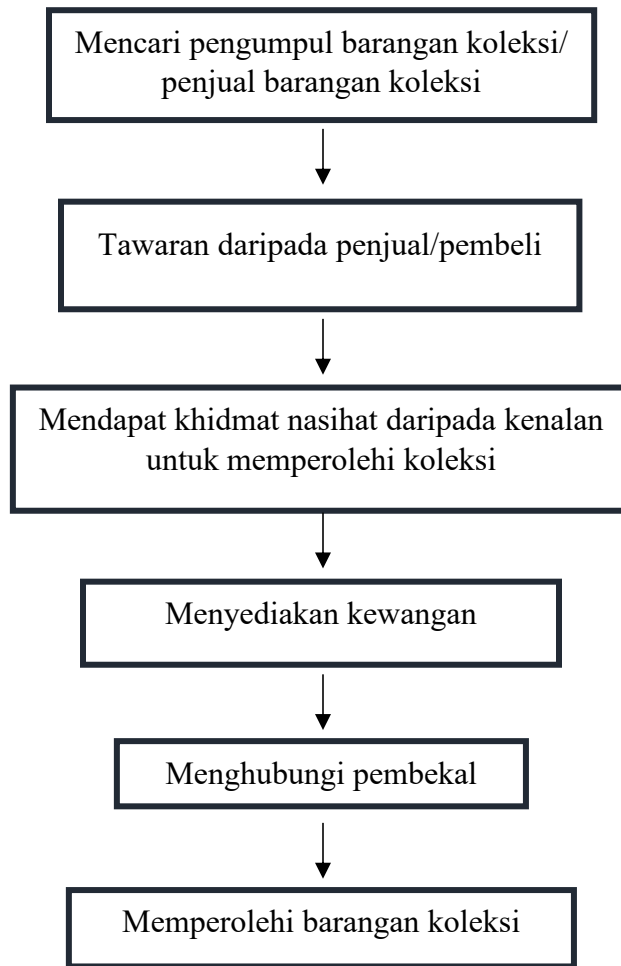 Mencari pengumpul barangan koleksi/
penjual barangan koleksi
Tawaran daripada penjual/pembeli
Mendapat khidmat nasihat daripada kenalan
untuk memperolehi koleksi
Menyediakan kewangan
Menghubungi pembekal
Memperolehi barangan koleksi